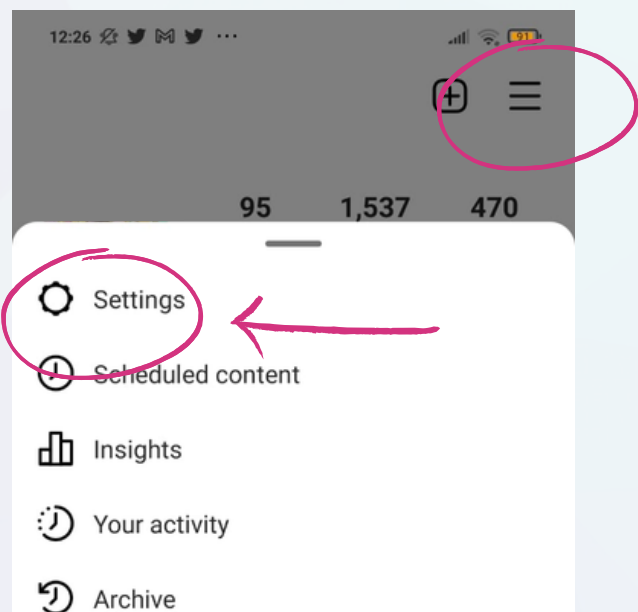 12:26 ...
91
95 1,537 470
Settings
Scheduled content
Insights
Your activity
Archive